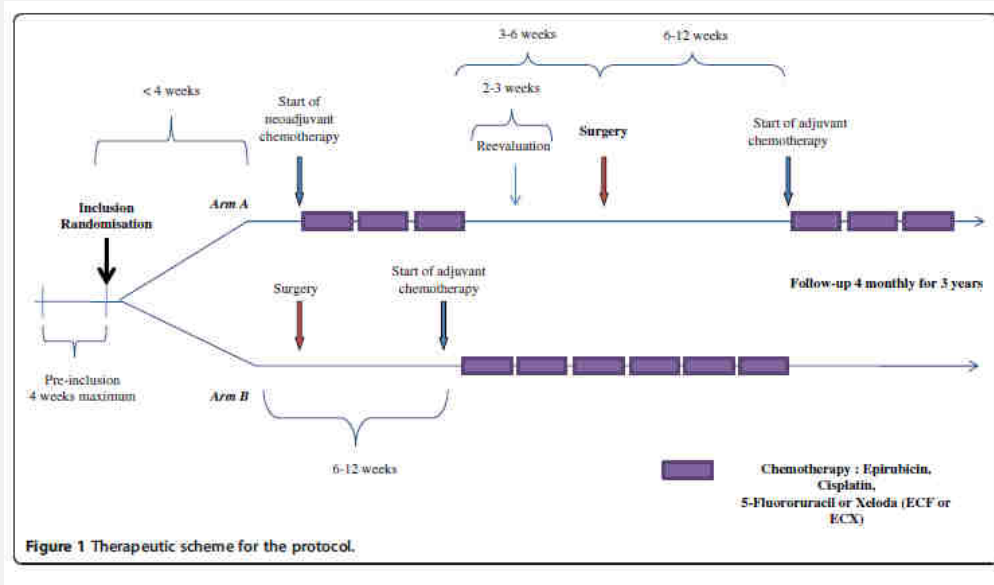 3-6 weeks
6-12 weeks
< 4 weeks
2-3 weeks
Start of
neoadjuvant
chemotherapy
Reevaluation
Surgery
Start of adjuvant
chemotherapy
Inclusion
Randomisation
Arm A
Surgery
Start of adjuvant
chemotherapy
Follow-up 4 monthly for 3 years
Pre-inclusion
4 weeks maximum
Arm B
6-12 weeks
Chemotherapy : Epirubicin,
Cisplatin,
5-Fluororuracil or Xeloda (ECF or
ECX)
Figure 1 Therapeutic scheme for the protocol.